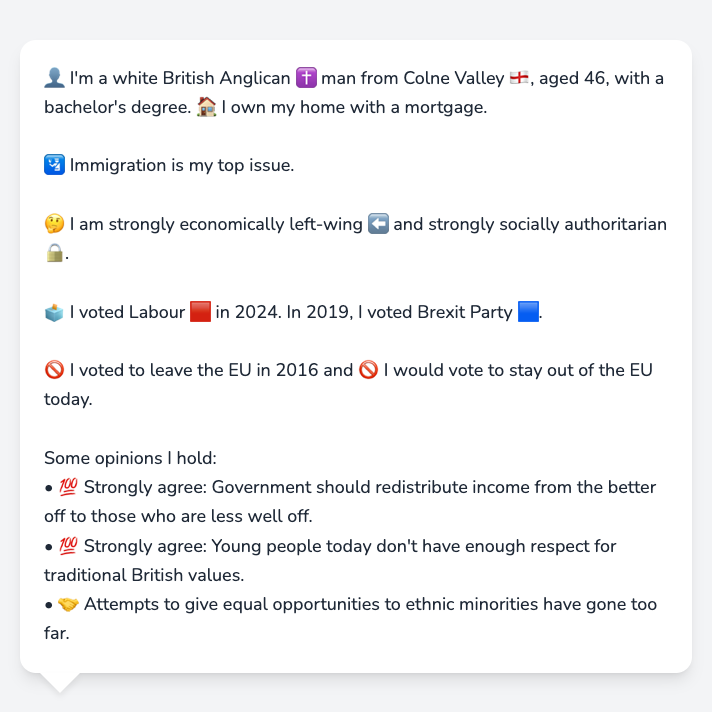 👤 I'm a white British Anglican ✝️ man from Colne Valley 🏴󠁧󠁢󠁥󠁮󠁧󠁿, aged 46, with a
bachelor's degree. 🏠 I own my home with a mortgage.
🛂 Immigration is my top issue.
🤔 I am strongly economically left-wing ⬅️ and strongly socially authoritarian
🔒.
🗳️ I voted Labour 🟥 in 2024. In 2019, I voted Brexit Party 🟦.
🚫 I voted to leave the EU in 2016 and 🚫 I would vote to stay out of the EU
today.
Some opinions I hold:
• 💯 Strongly agree: Government should redistribute income from the better
off to those who are less well off.
• 💯 Strongly agree: Young people today don't have enough respect for
traditional British values.
• 🤝 Attempts to give equal opportunities to ethnic minorities have gone too
far.